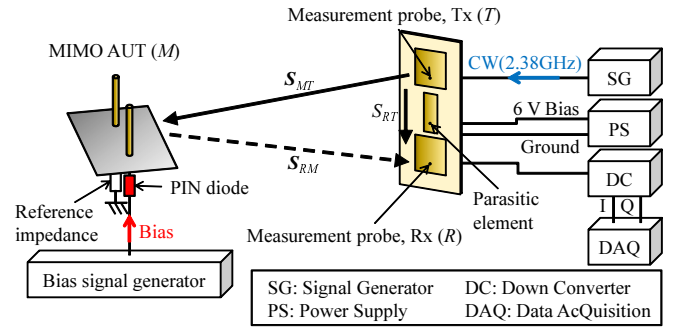 Measurement probe, Tx (T)
MIMO AUT (M)
CW(2.38GHz)
SG
S_MT
S_RT
6 V Bias
PS
Ground
S_RM
DC
PIN diode
Parasitic
element
I Q
Reference
impedance
Bias
Measurement probe, Rx (R)
DAQ
Bias signal generator
SG: Signal Generator DC: Down Converter
PS: Power Supply DAQ: Data AcQuisition